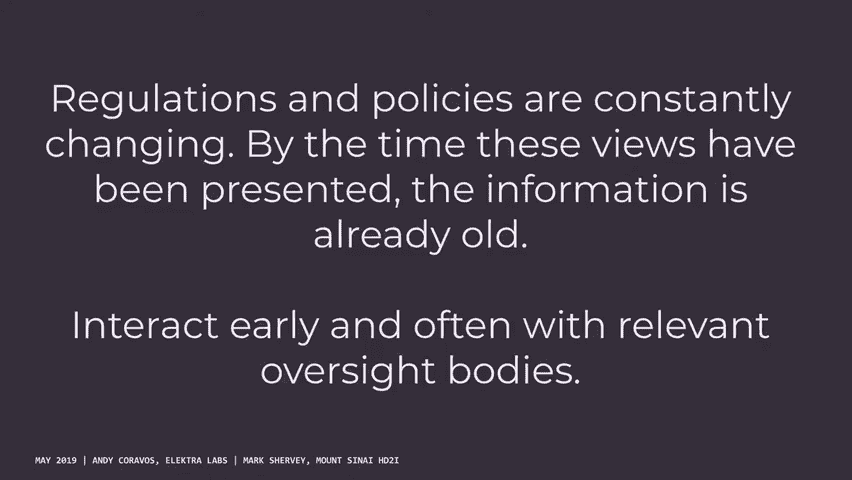 Regulations and policies are constantly
changing. By the time these views have
been presented, the information is
already old.
Interact early and often with relevant
oversight bodies.
MAY 2019 | ANDY CORAVOS, ELEKTRA LABS | MARK SHERVEY, MOUNT SINAI HD2I